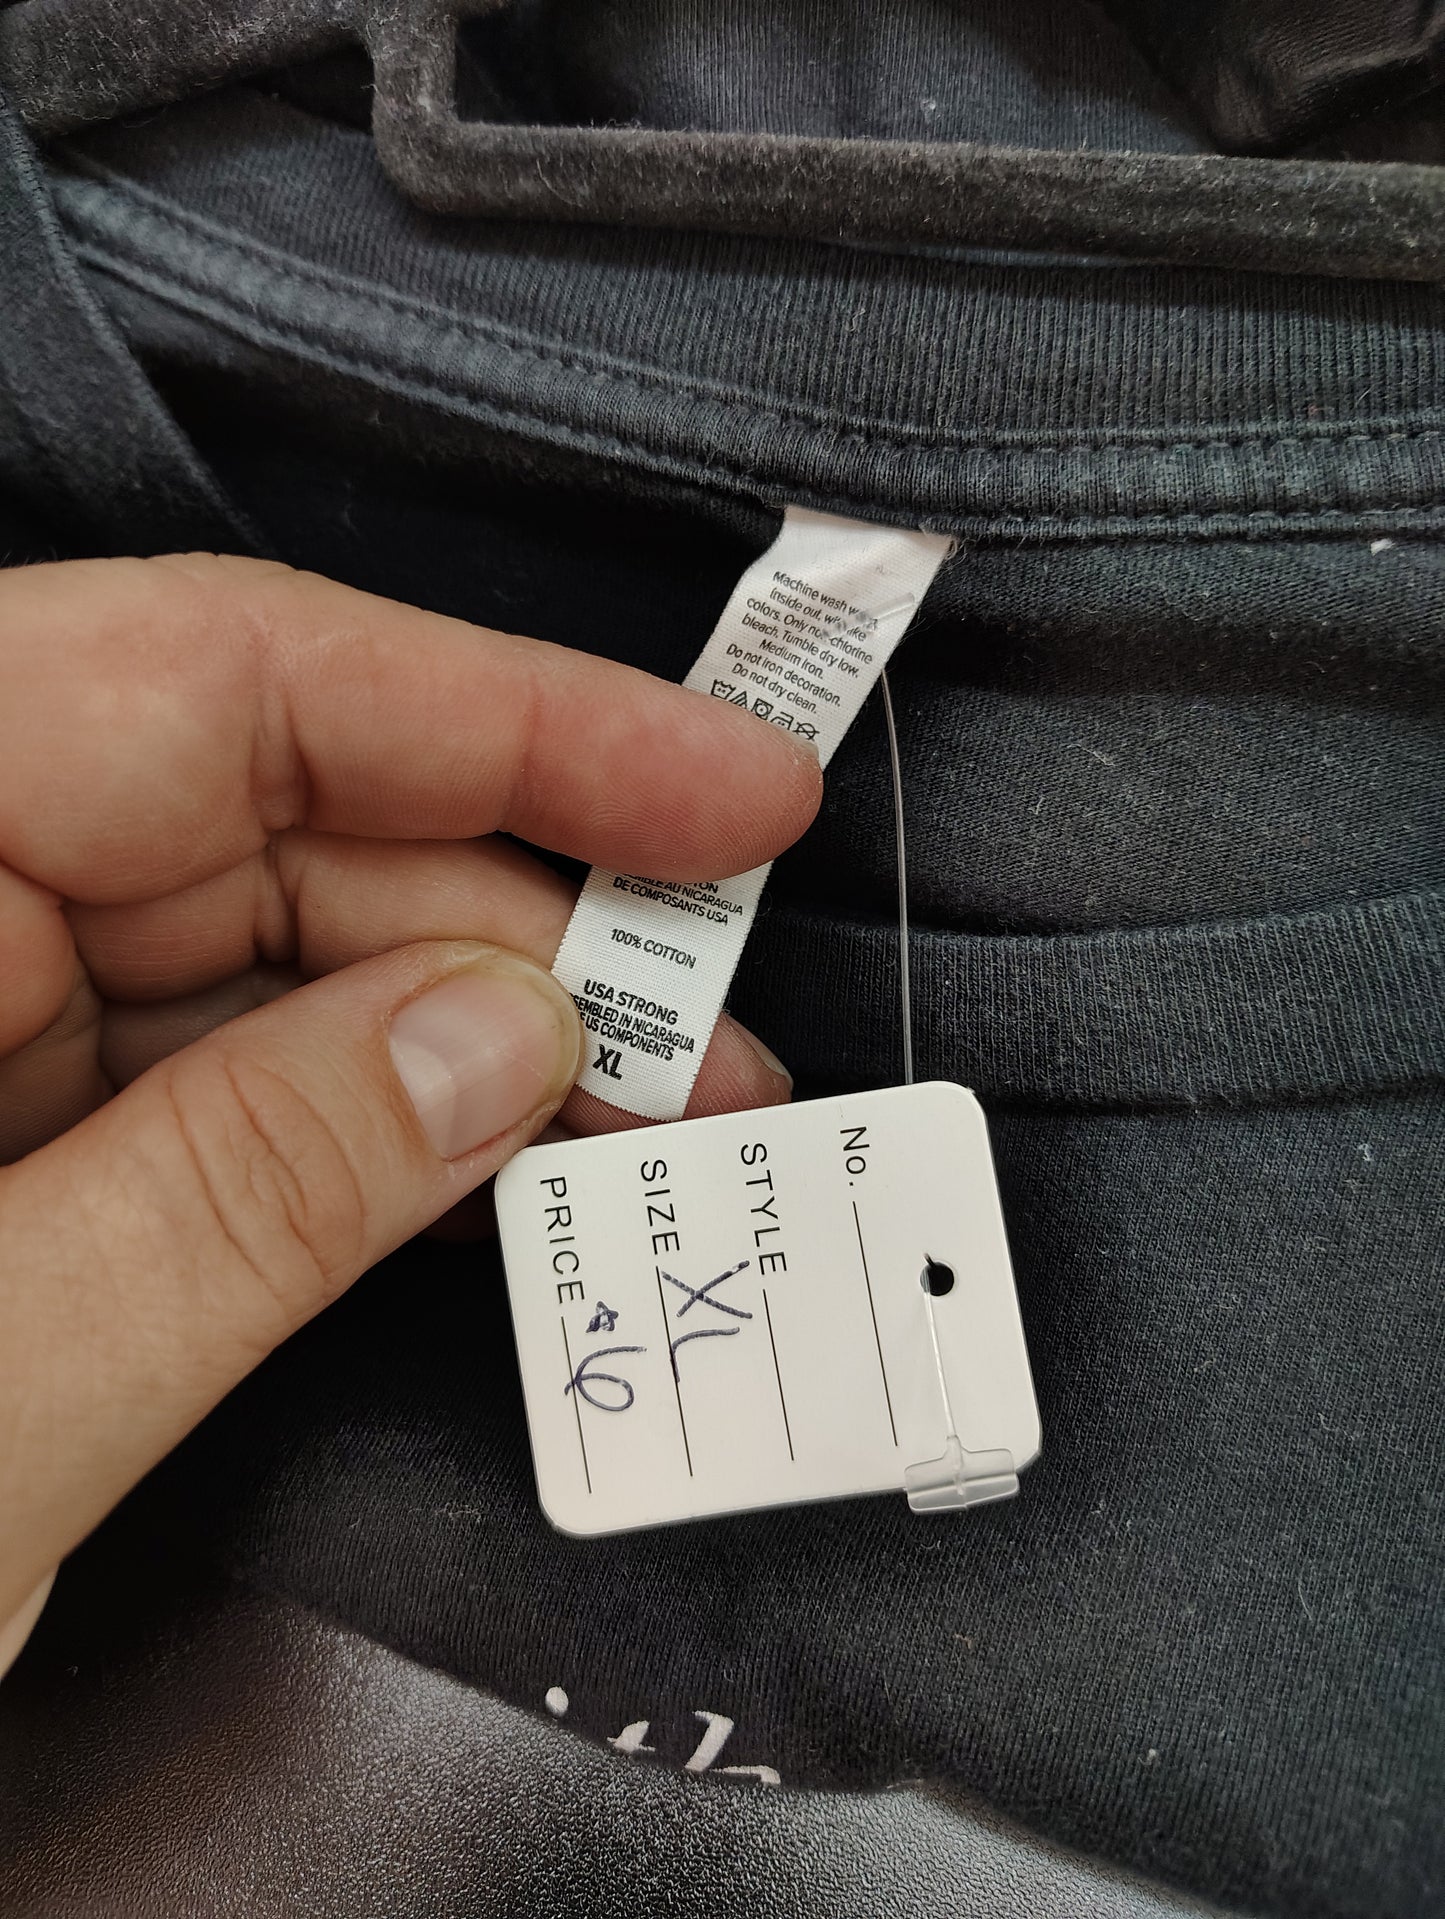 Machine wash
Inside out, with like
colors. Only non-chlorine
bleach. Tumble dry low.
Medium iron.
Do not iron decoration.
Do not dry clean.
DE COMPOSANTS USA
100% COTTON
USA STRONG
SEMBLED IN NICARAGUA
F US COMPONENTS
XL
No.
STYLE
SIZE XL
PRICE $6